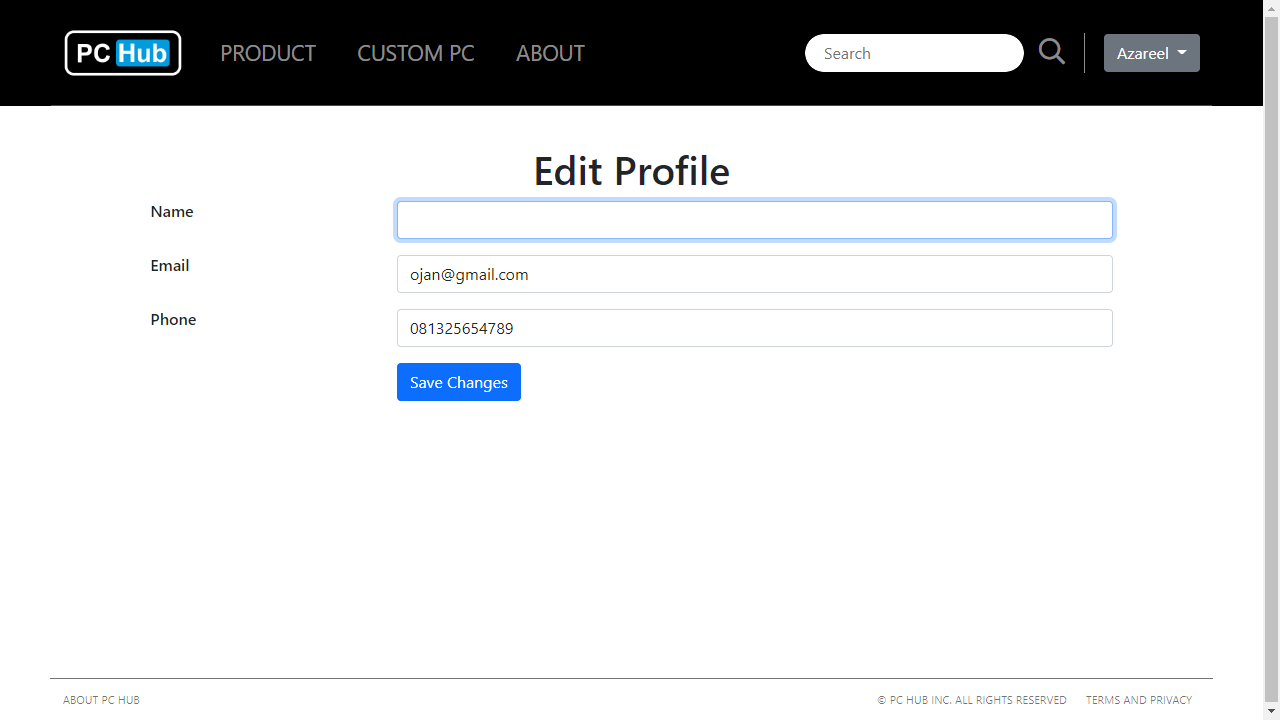 PC Hub PRODUCT CUSTOM PC ABOUT Search Azareel
Edit Profile
Name
Email ojan@gmail.com
Phone 081325654789
Save Changes
ABOUT PC HUB © PC HUB INC. ALL RIGHTS RESERVED TERMS AND PRIVACY